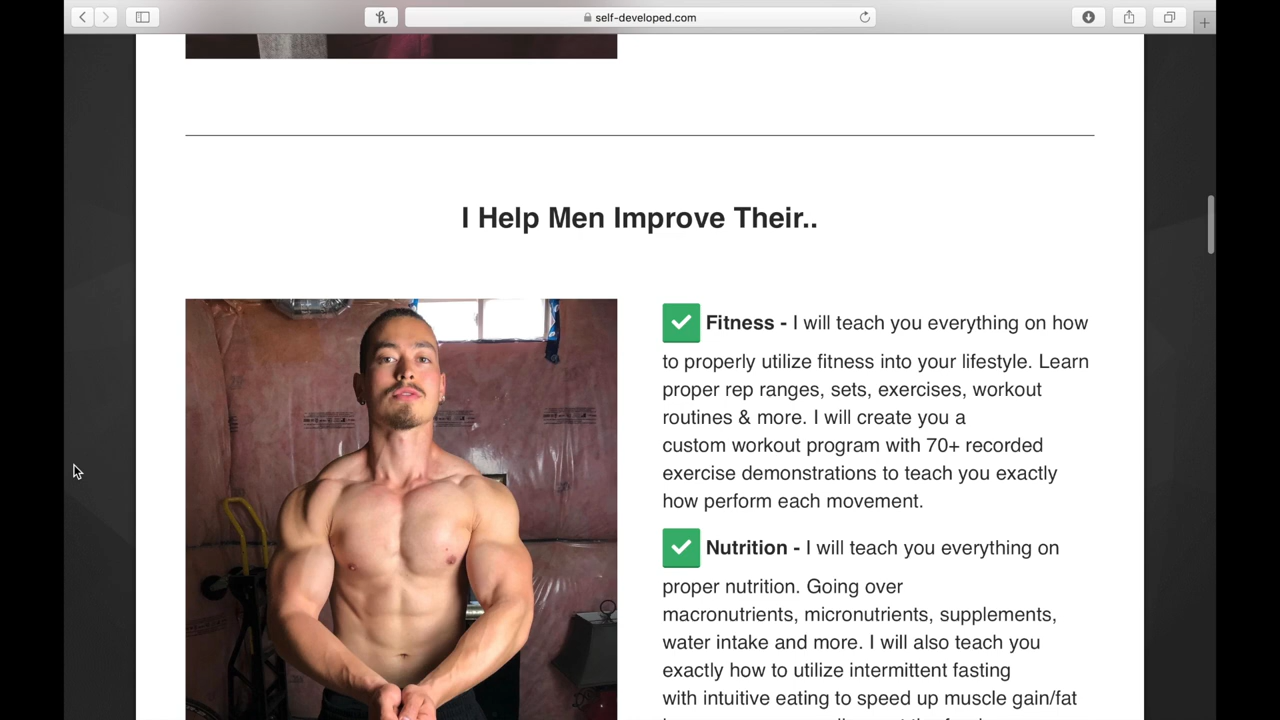 self-developed.com
I Help Men Improve Their..
Fitness - I will teach you everything on how
to properly utilize fitness into your lifestyle. Learn
proper rep ranges, sets, exercises, workout
routines & more. I will create you a
custom workout program with 70+ recorded
exercise demonstrations to teach you exactly
how perform each movement.
Nutrition - I will teach you everything on
proper nutrition. Going over
macronutrients, micronutrients, supplements,
water intake and more. I will also teach you
exactly how to utilize intermittent fasting
with intuitive eating to speed up muscle gain/fat